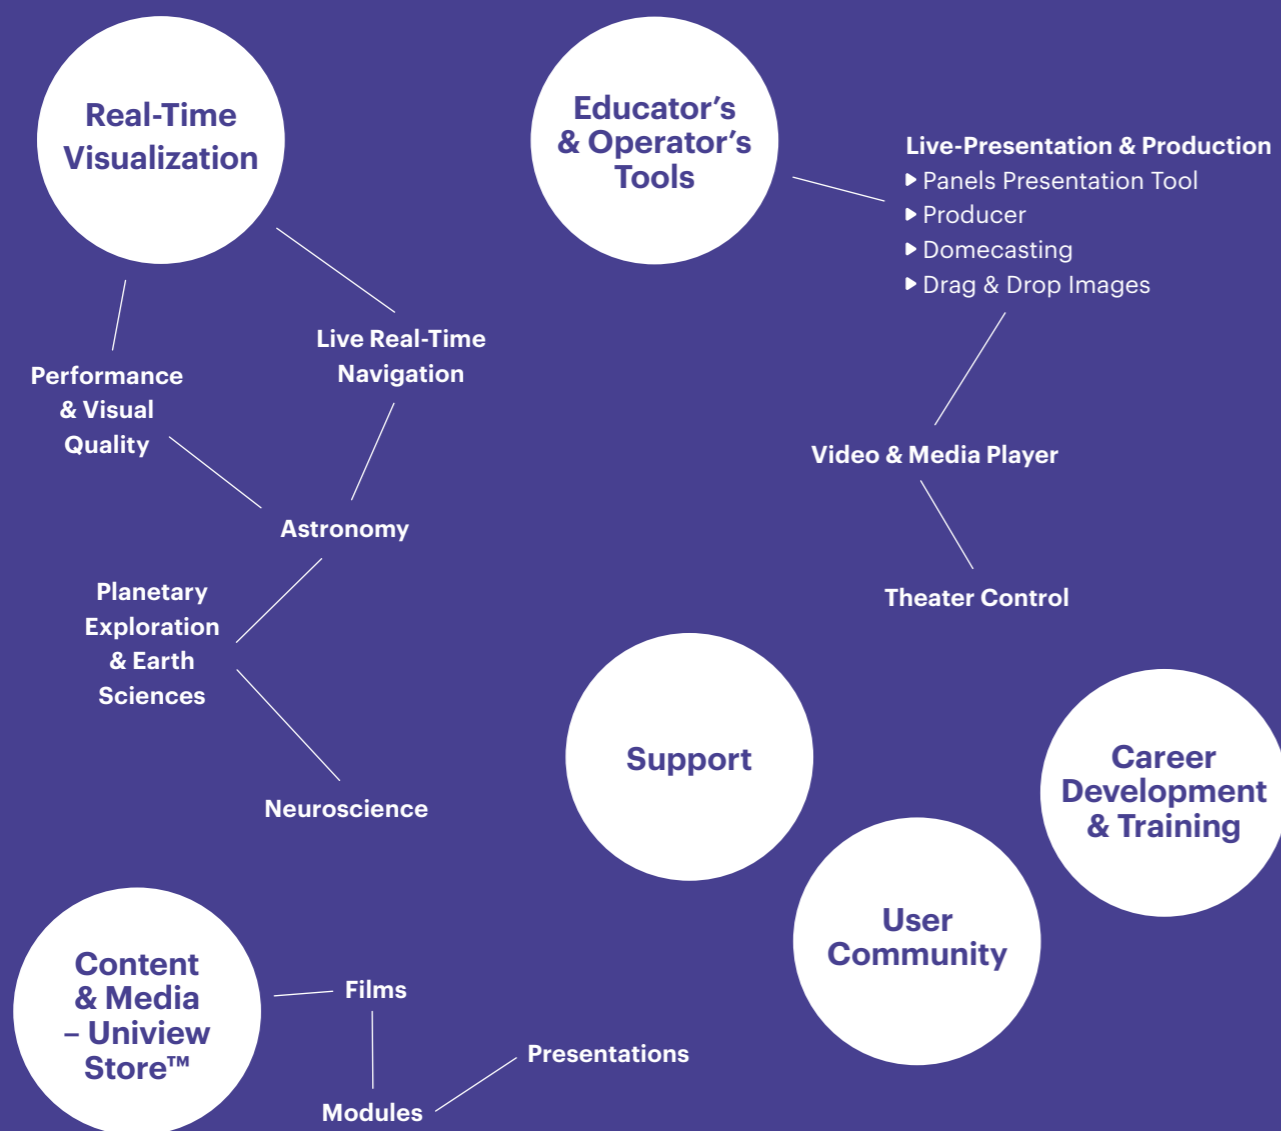 Real-Time
Visualization
Educator’s
& Operator’s
Tools
Live-Presentation & Production
Panels Presentation Tool
Producer
Domecasting
Drag & Drop Images
Live Real-Time
Navigation
Performance
& Visual
Quality
Video & Media Player
Astronomy
Planetary
Exploration
& Earth
Sciences
Theater Control
Neuroscience
Support
Career
Development
& Training
User
Community
Content
& Media
– Uniview
Store™
Films
Presentations
Modules